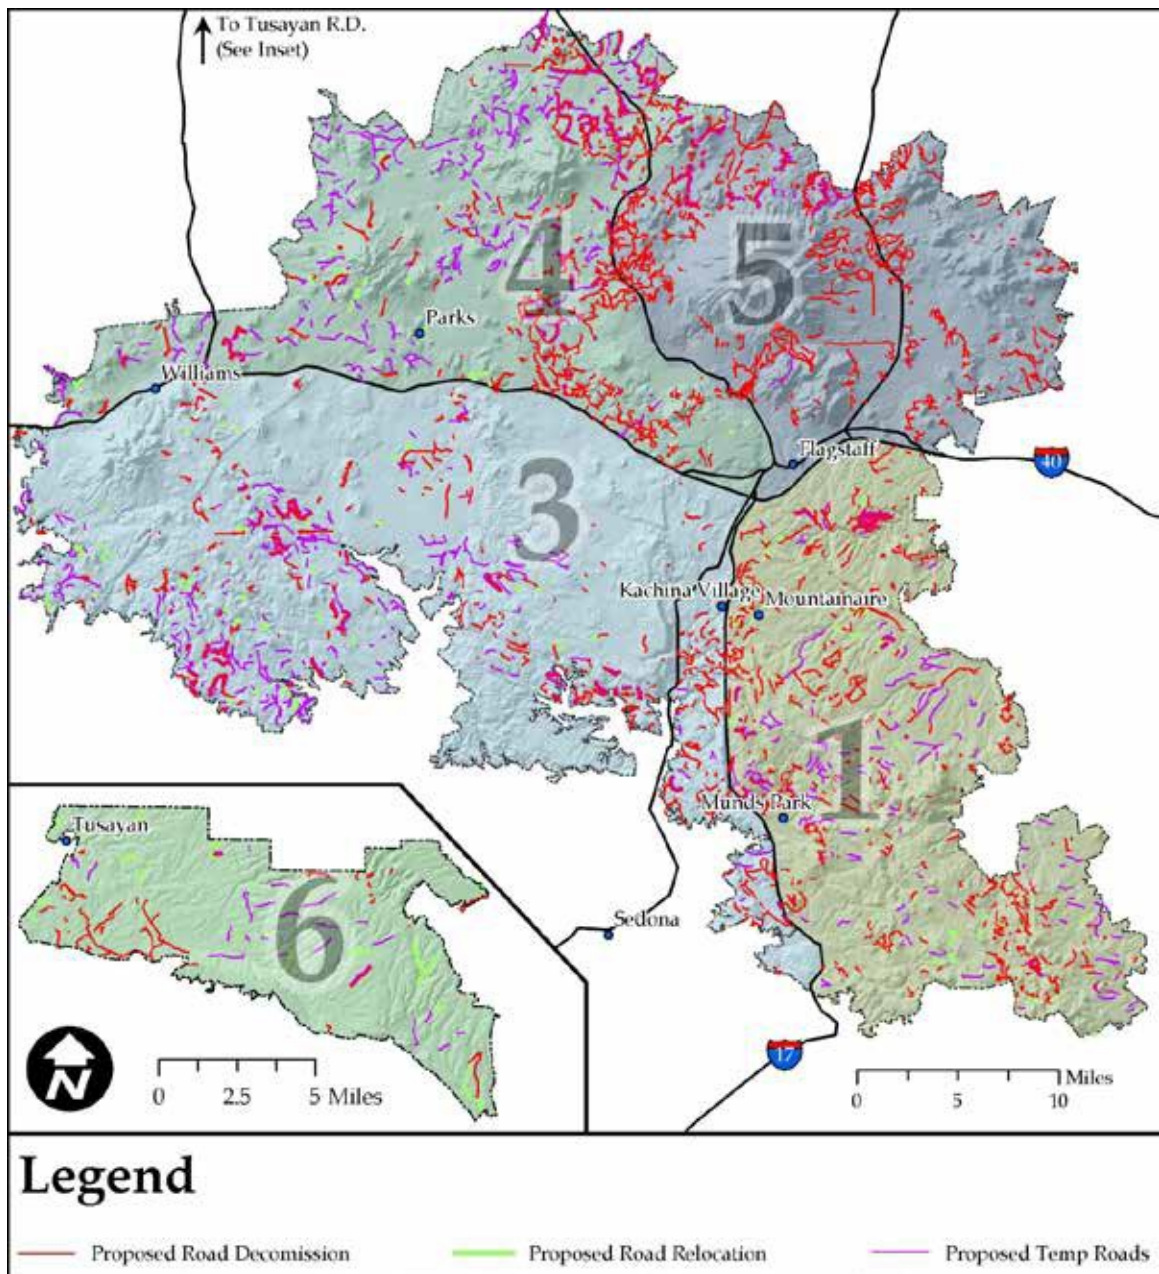 To Tusayan R.D.
(See Inset)
4
5
Parks
Williams
Flagstaff
40
3
Kachina Village
Mountainaire
1
Munds Park
Tusayan
6
Sedona
N
17
0 2.5 5 Miles
Miles
0 5 10
Legend
Proposed Road Decomission Proposed Road Relocation Proposed Temp Roads